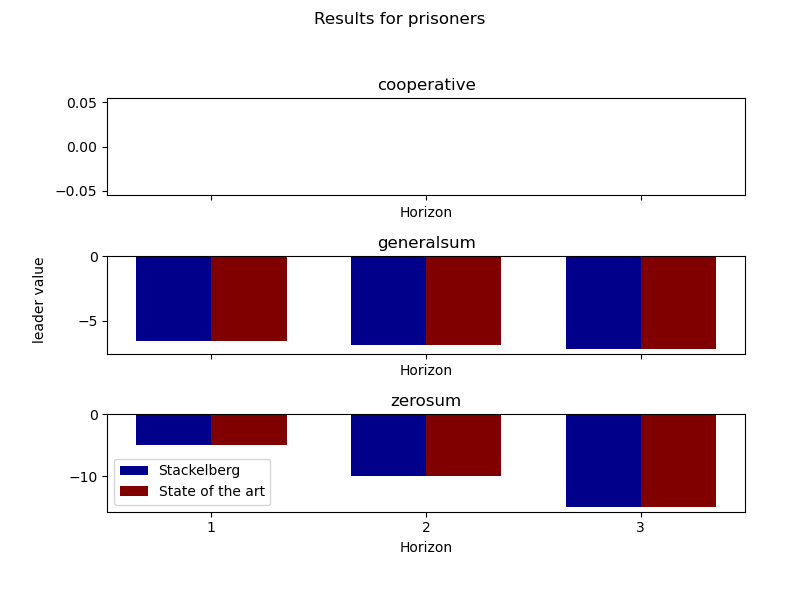 Results for prisoners
cooperative
0.05
0.00
−0.05
Horizon
generalsum
0
−5
Horizon
leader value
zerosum
0
−10
Stackelberg
State of the art
1 2 3
Horizon